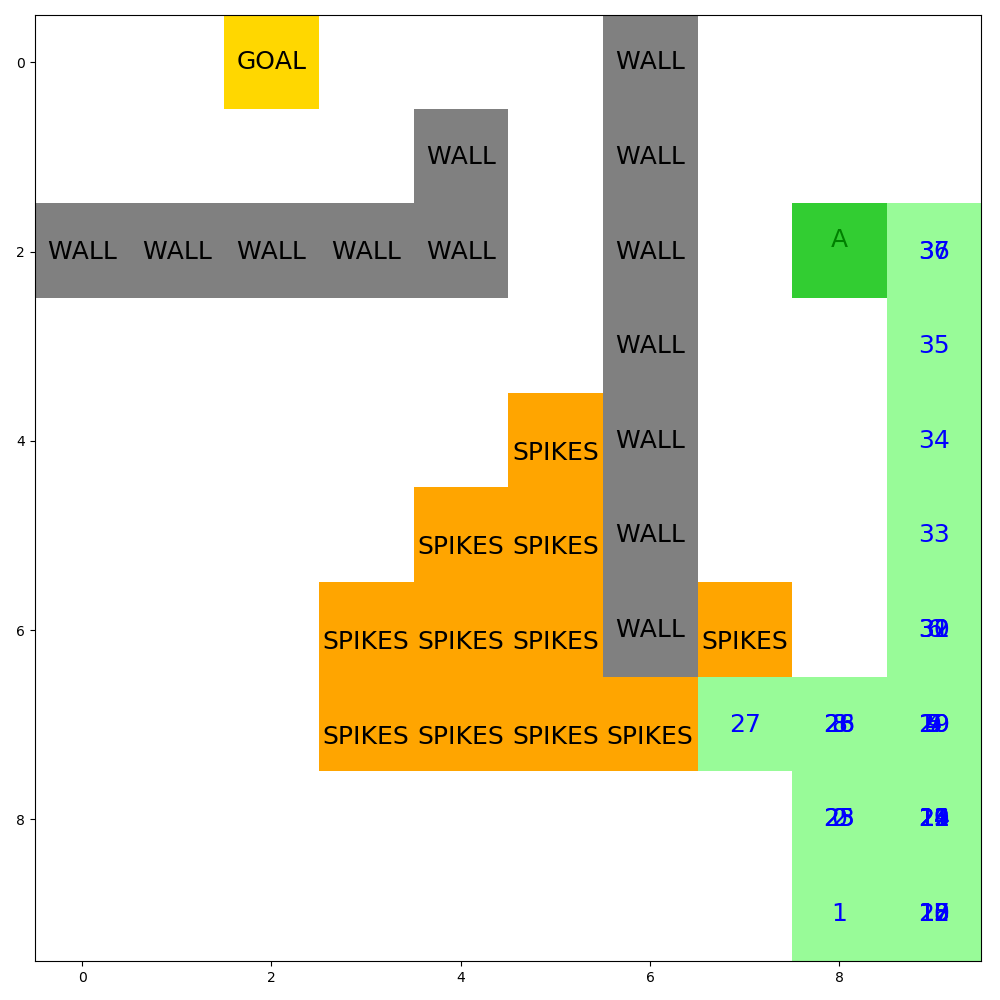 GOAL WALL
0
WALL WALL
A
WALL WALL WALL WALL WALL WALL
2
WALL 35
WALL 34
4
SPIKES
WALL 33
SPIKES SPIKES
WALL
6
SPIKES SPIKES SPIKES SPIKES
27
SPIKES SPIKES SPIKES SPIKES
8
1
0 2 4 6 8